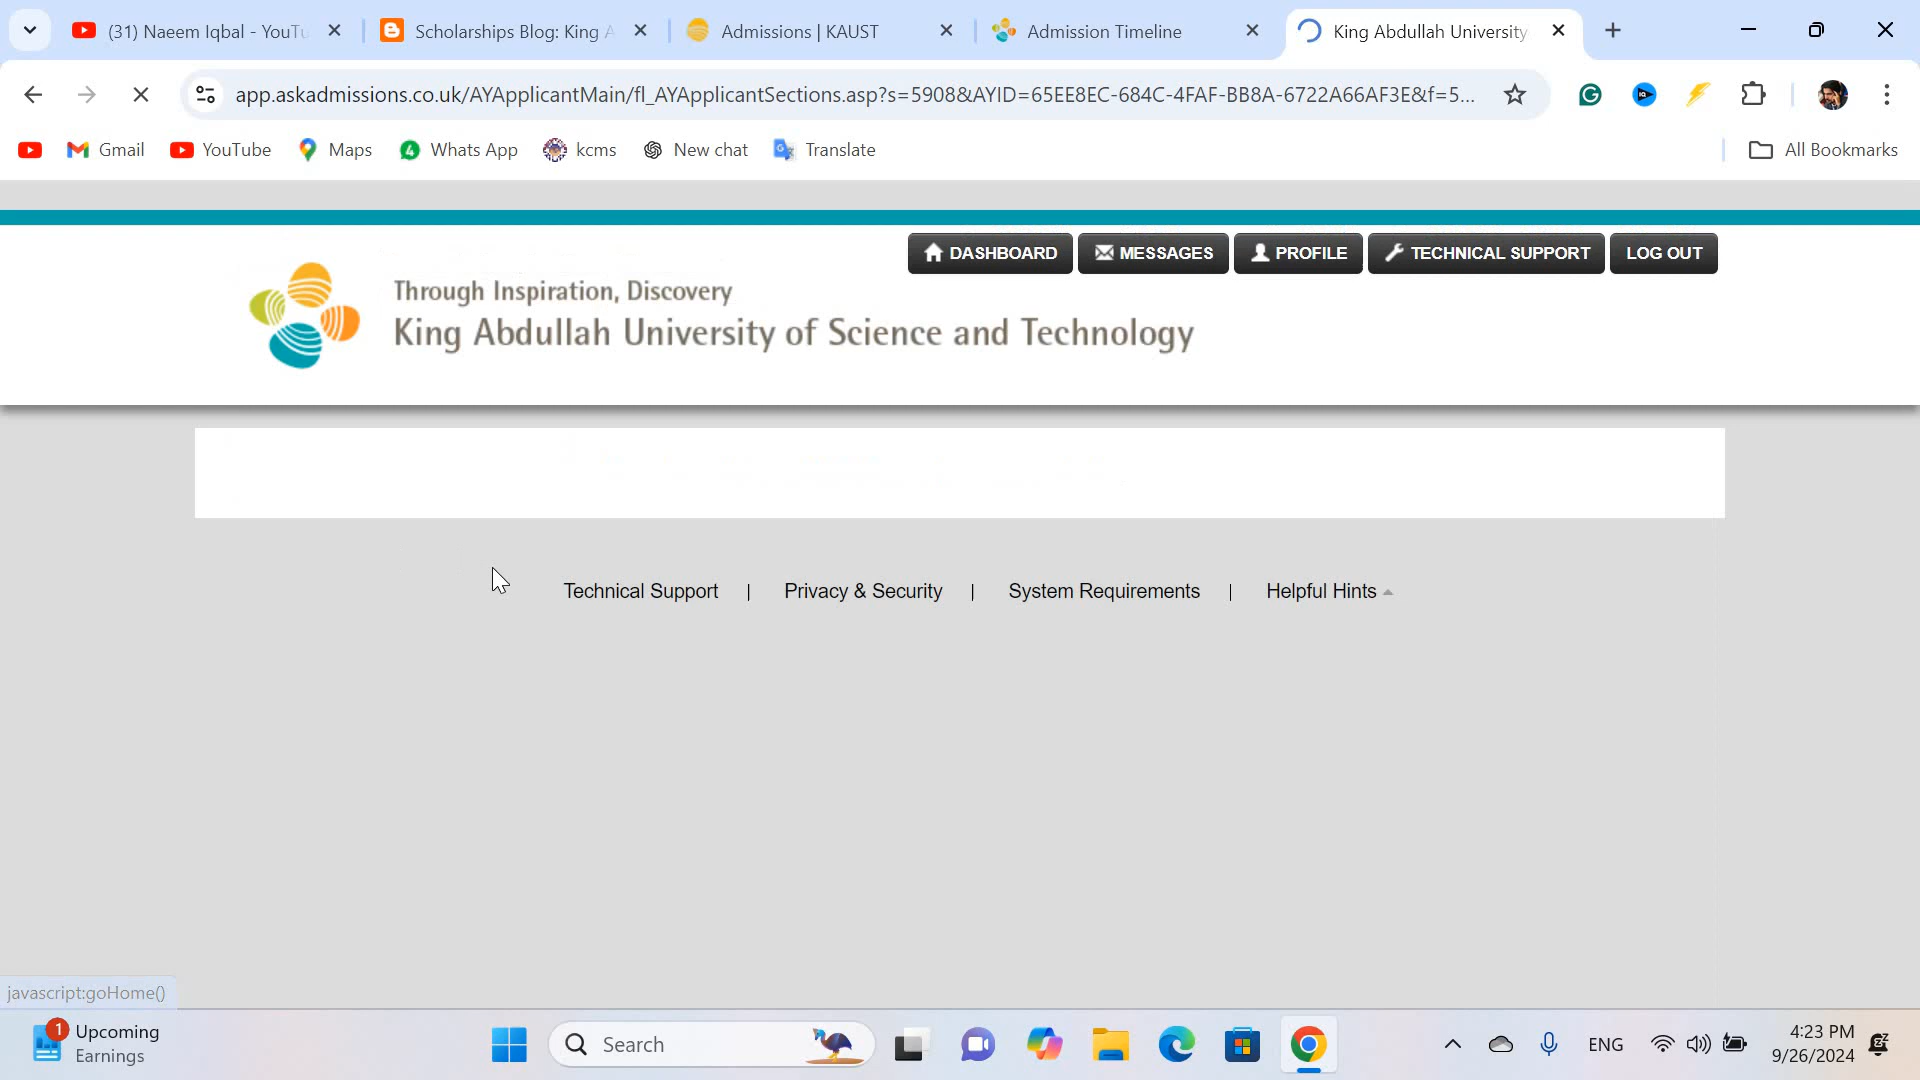 (31) Naeem Iqbal - YouTu
Scholarships Blog: King A
Admissions | KAUST
Admission Timeline
King Abdullah University
app.askadmissions.co.uk/AYApplicantMain/fl_AYApplicantSections.asp?s=5908&AYID=65EE8EC-684C-4FAF-BB8A-6722A66AF3E&f=5...
Gmail
YouTube
Maps
4
Whats App
kcms
New chat
Translate
All Bookmarks
DASHBOARD
MESSAGES
PROFILE
TECHNICAL SUPPORT
LOG OUT
Through Inspiration, Discovery
King Abdullah University of Science and Technology
Technical Support | Privacy & Security | System Requirements | Helpful Hints
javascript:goHome()
1
Upcoming
Earnings
Search
ENG
4:23 PM
9/26/2024